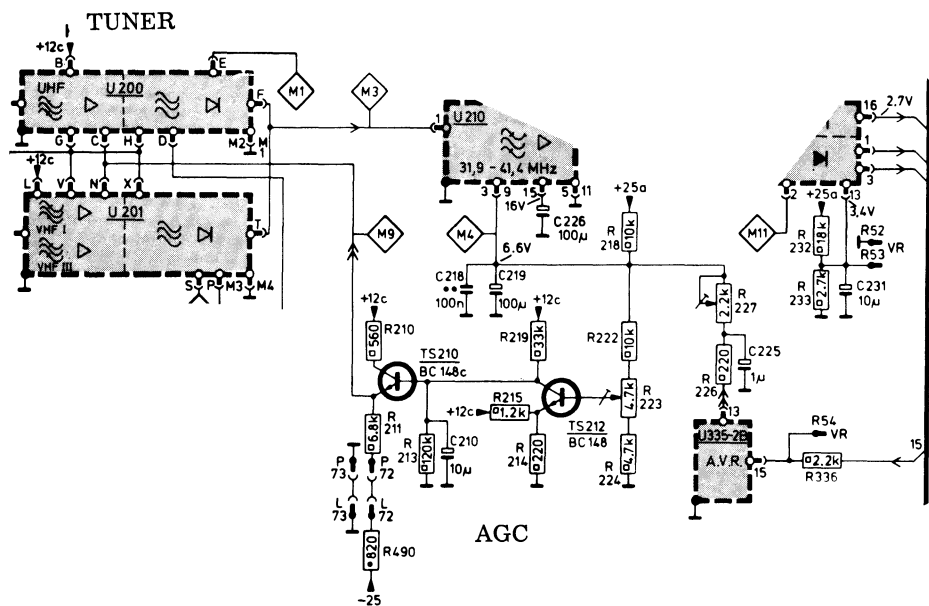 TUNER
+12c
B
E
UHF
U 200
F
M1
M3
G
C
H
D
M2
M
1
+12c
L
V
N
X
U 201
VHF I
VHF III
T
S
P
M3
M4
M9
1
U 210
31,9 – 41,4 MHz
3
9
15
5
11
16V
C226
100µ
M4
6.6V
C218
100n
C219
100µ
+25a
R
218
10k
16
2.7V
1
3
2
13
M11
+25a
3.4V
R
232
18k
R52
VR
R53
R
233
2.7k
C231
10µ
+12c
560
R210
TS210
BC 148c
+12c
R219
33k
R222
10k
R
227
2.2k
C225
1µ
R
226
220
R215
+12c
1.2k
TS212
BC 148
R
223
4.7k
R
211
6.8k
R
213
120k
C210
10µ
R
214
220
R
224
4.7k
13
U335-2B
A.V.R.
15
R54
VR
2.2k
R336
15
P
73
P
72
L
73
L
72
820
R490
-25
AGC